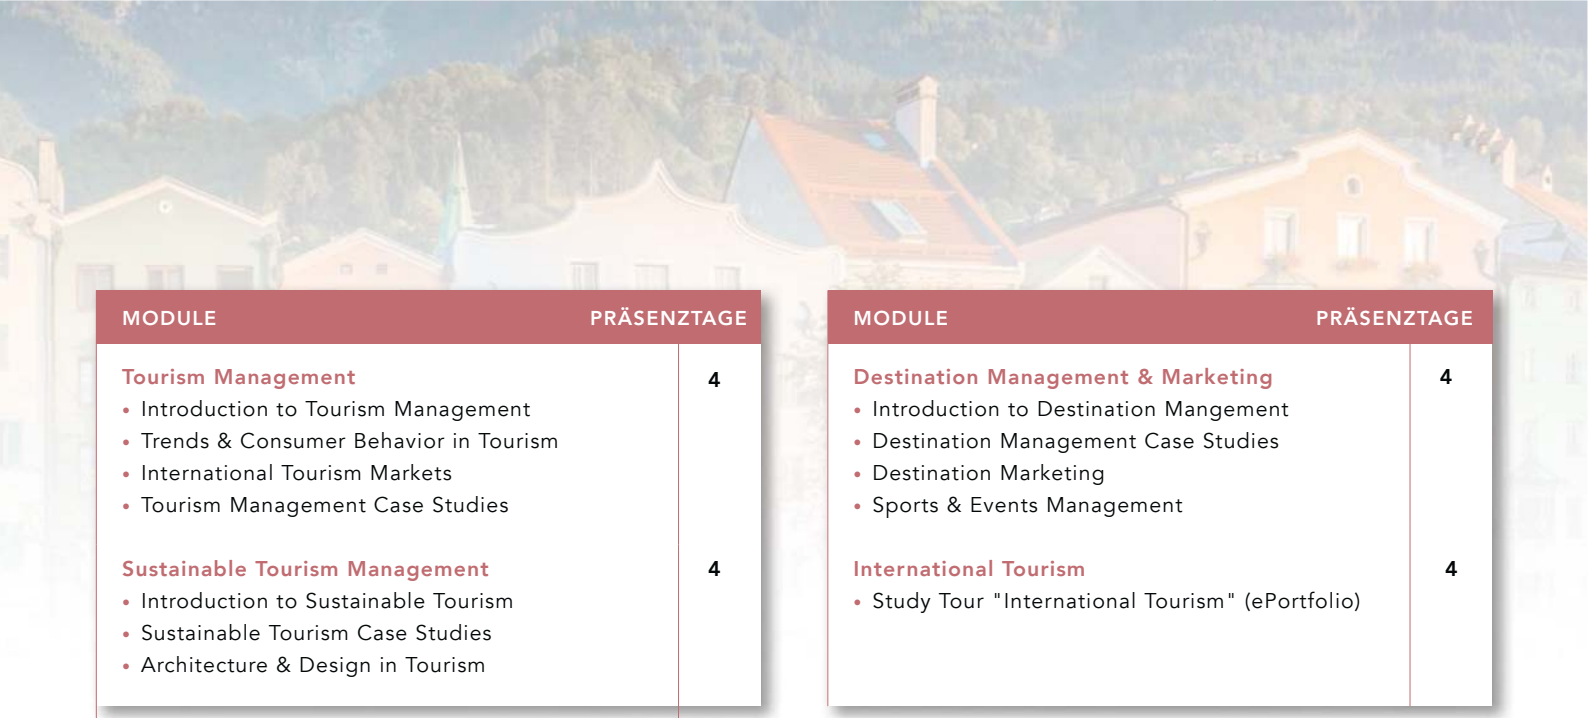 MODULE PRÄSENZTAGE
Tourism Management 4
• Introduction to Tourism Management
• Trends & Consumer Behavior in Tourism
• International Tourism Markets
• Tourism Management Case Studies
Sustainable Tourism Management 4
• Introduction to Sustainable Tourism
• Sustainable Tourism Case Studies
• Architecture & Design in Tourism
MODULE PRÄSENZTAGE
Destination Management & Marketing 4
• Introduction to Destination Mangement
• Destination Management Case Studies
• Destination Marketing
• Sports & Events Management
International Tourism 4
• Study Tour "International Tourism" (ePortfolio)